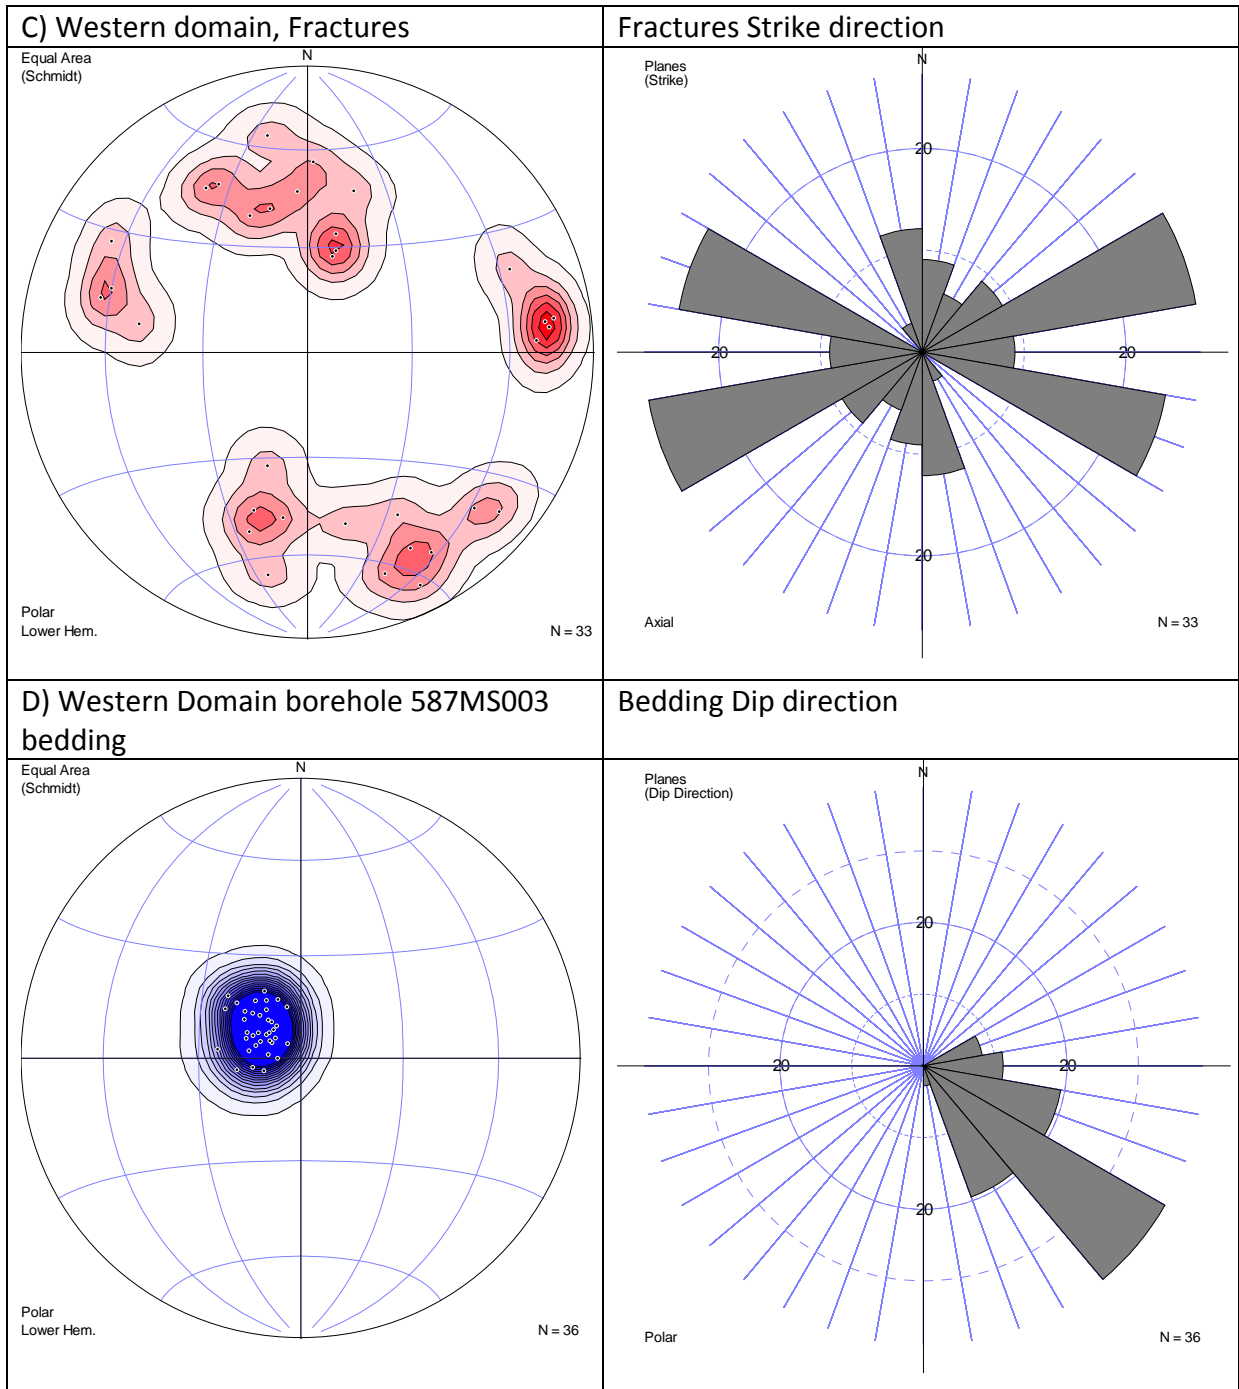 C) Western domain, Fractures
Fractures Strike direction
Equal Area
(Schmidt)
N
Polar
Lower Hem.
N = 33
Planes
(Strike)
N
20
20
20
20
Axial
N = 33
D) Western Domain borehole 587MS003
bedding
Bedding Dip direction
Equal Area
(Schmidt)
N
Polar
Lower Hem.
N = 36
Planes
(Dip Direction)
N
20
20
20
20
Polar
N = 36